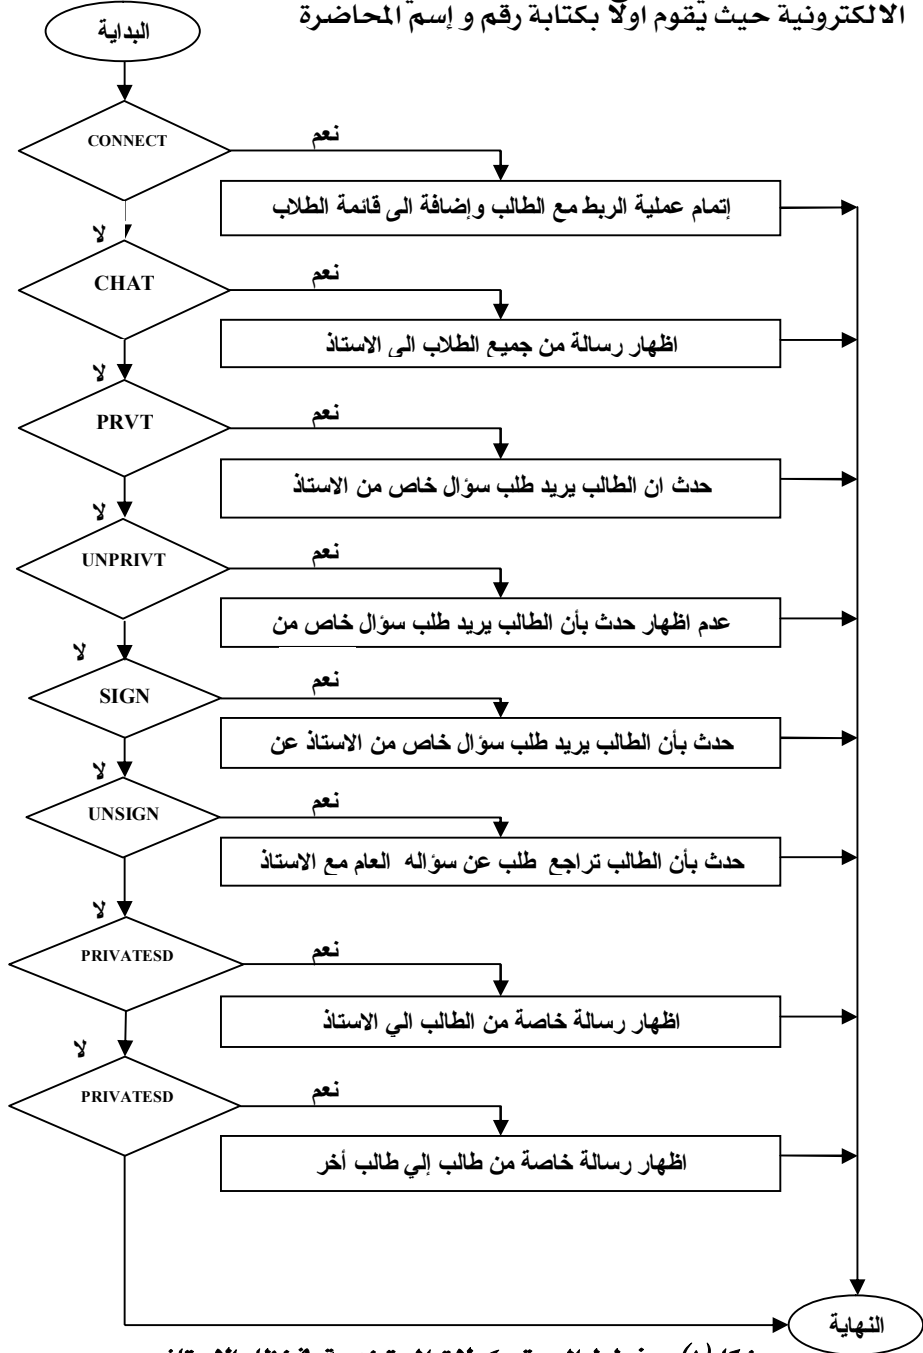 الالكترونية حيث يقوم اولاً بكتابة رقم و إسم المحاضرة
البداية
CONNECT
نعم
إتمام عملية الربط مع الطالب وإضافة الى قائمة الطلاب
لا
CHAT
نعم
اظهار رسالة من جميع الطلاب الى الاستاذ
لا
PRVT
نعم
حدث ان الطالب يريد طلب سؤال خاص من الاستاذ
لا
UNPRIVT
نعم
عدم اظهار حدث بأن الطالب يريد طلب سؤال خاص من
لا
SIGN
نعم
حدث بأن الطالب يريد طلب سؤال خاص من الاستاذ عن
لا
UNSIGN
نعم
حدث بأن الطالب تراجع طلب عن سؤاله العام مع الاستاذ
لا
PRIVATESD
نعم
اظهار رسالة خاصة من الطالب الي الاستاذ
لا
PRIVATESD
نعم
اظهار رسالة خاصة من طالب إلي طالب أخر
النهاية